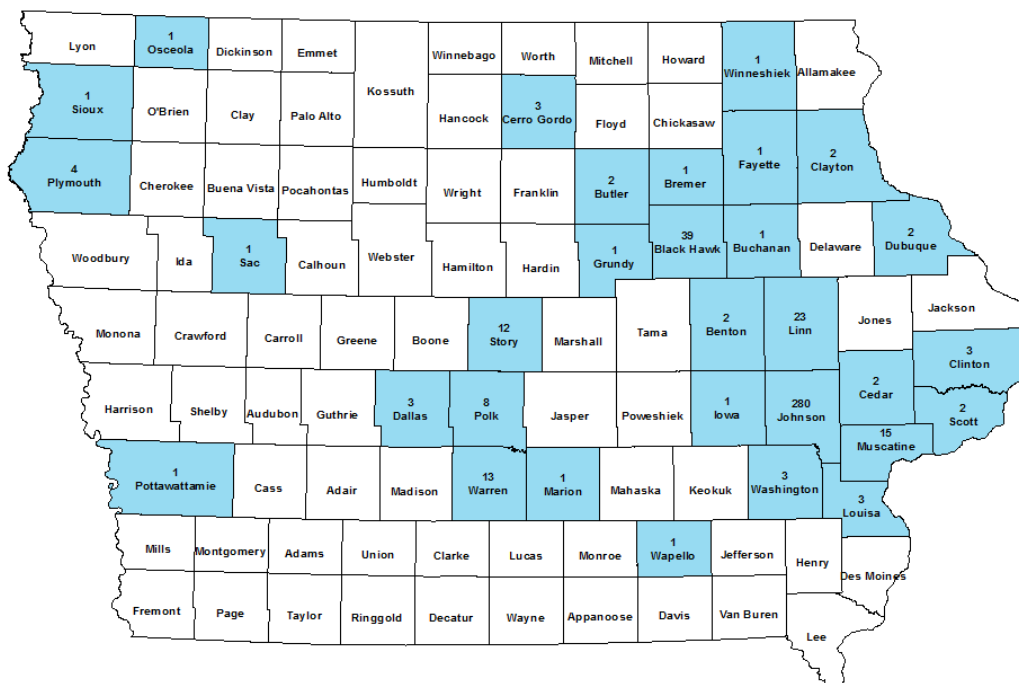 Lyon
1
Osceola
Dickinson
Emmet
Kossuth
Winnebago
Worth
Mitchell
Howard
1
Winneshiek
Allamakee
1
Sioux
O'Brien
Clay
Palo Alto
Hancock
3
Cerro Gordo
Floyd
Chickasaw
1
Fayette
2
Clayton
4
Plymouth
Cherokee
Buena Vista
Pocahontas
Humboldt
Wright
Franklin
2
Butler
1
Bremer
Woodbury
Ida
1
Sac
Calhoun
Webster
Hamilton
Hardin
1
Grundy
39
Black Hawk
1
Buchanan
Delaware
2
Dubuque
Monona
Crawford
Carroll
Greene
Boone
12
Story
Marshall
Tama
2
Benton
23
Linn
Jones
Jackson
3
Clinton
Harrison
Shelby
Audubon
Guthrie
3
Dallas
8
Polk
Jasper
Poweshiek
1
Iowa
280
Johnson
2
Cedar
2
Scott
15
Muscatine
1
Pottawattamie
Cass
Adair
Madison
13
Warren
1
Marion
Mahaska
Keokuk
3
Washington
3
Louisa
Mills
Montgomery
Adams
Union
Clarke
Lucas
Monroe
1
Wapello
Jefferson
Henry
Des Moines
Fremont
Page
Taylor
Ringgold
Decatur
Wayne
Appanoose
Davis
Van Buren
Lee